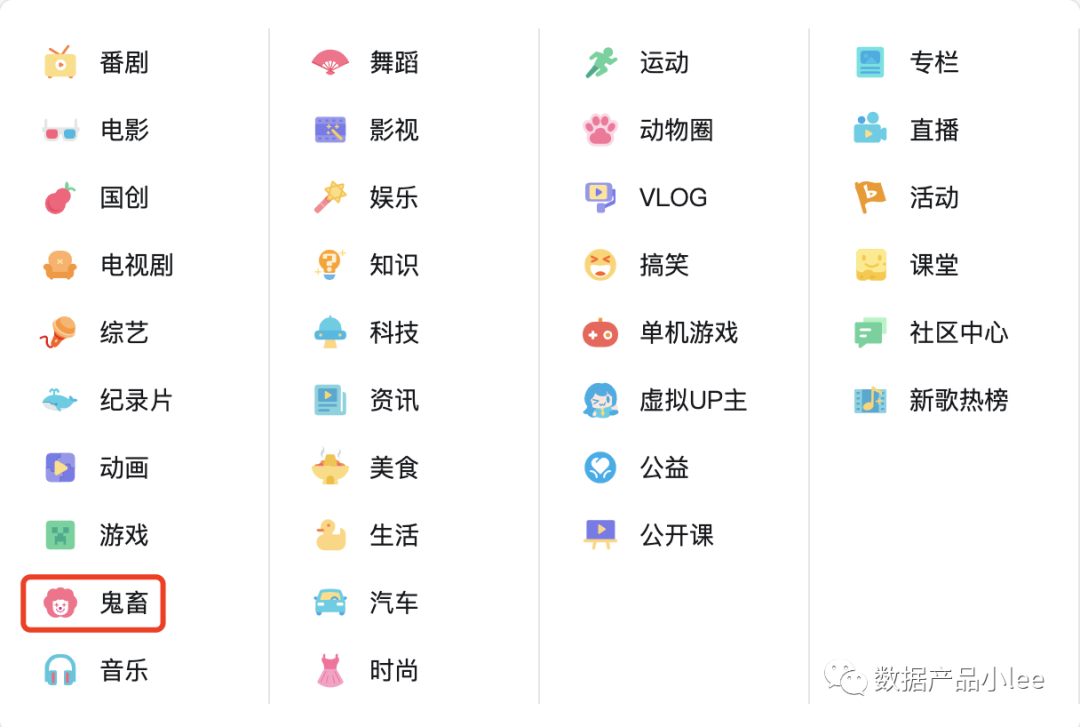 番剧
电影
国创
电视剧
综艺
纪录片
动画
游戏
鬼畜
音乐
舞蹈
影视
娱乐
知识
科技
资讯
美食
生活
汽车
时尚
运动
动物圈
VLOG
搞笑
单机游戏
虚拟UP主
公益
公开课
专栏
直播
活动
课堂
社区中心
新歌热榜
数据产品小lee